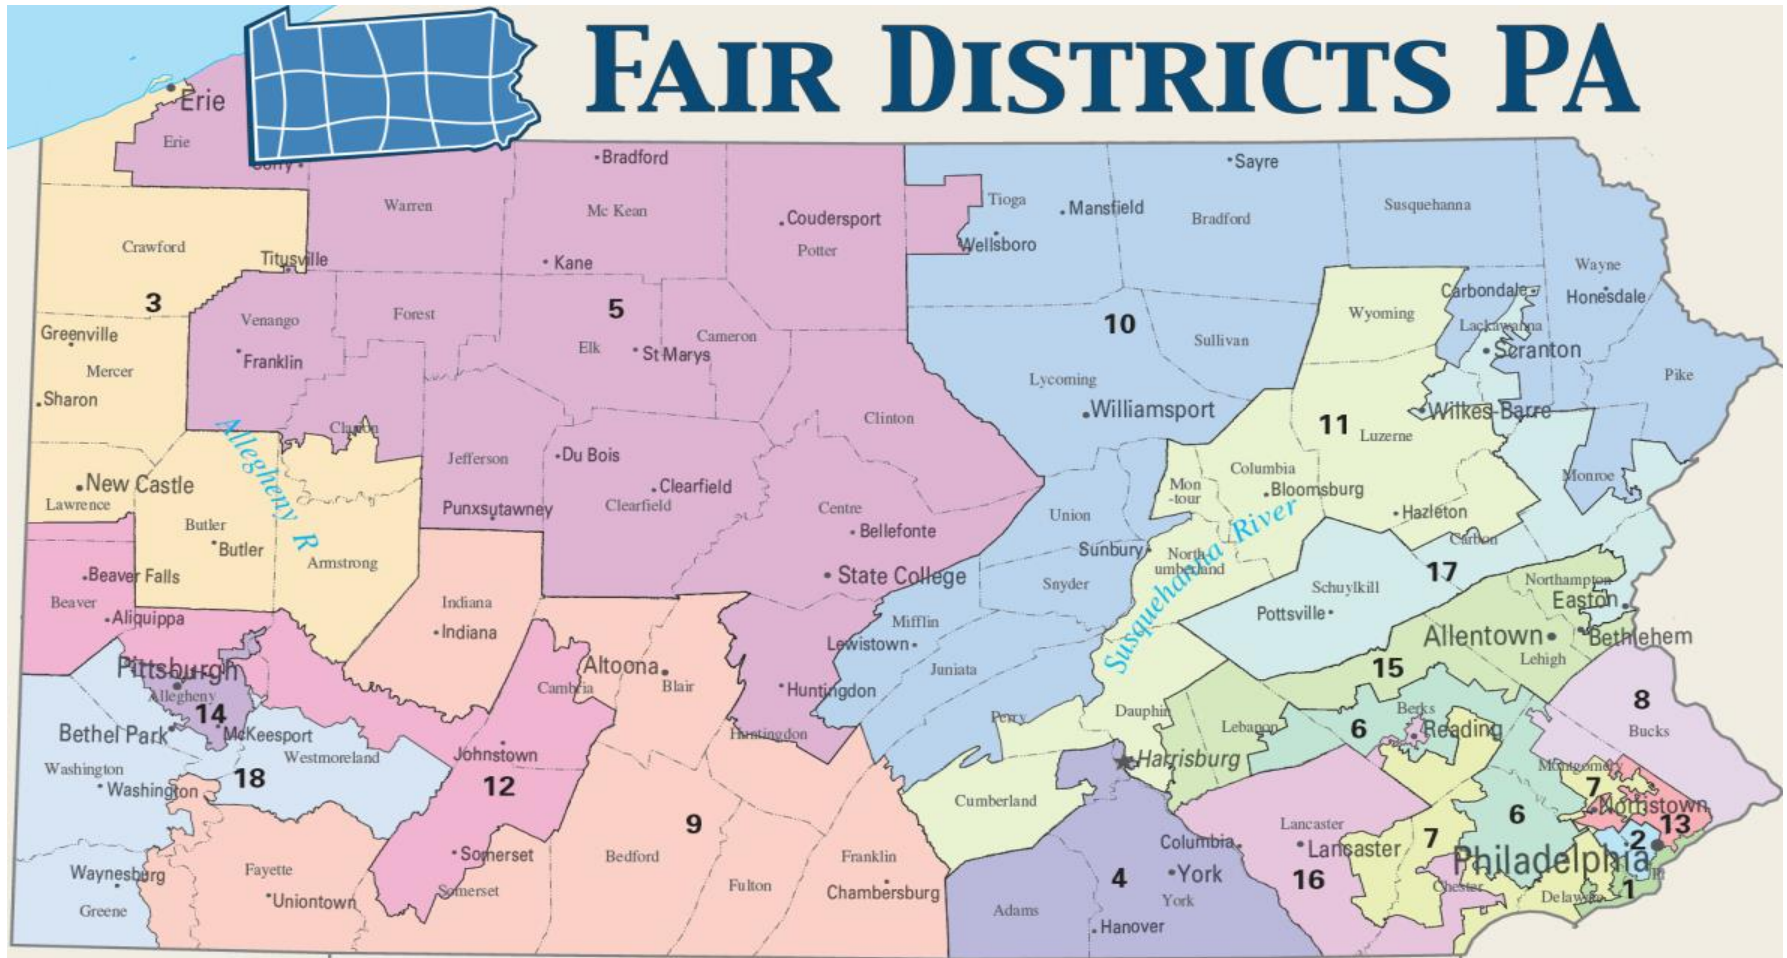 FAIR DISTRICTS PA
Erie
Erie
Corry
Bradford
Sayre
Warren
Mc Kean
Coudersport
Potter
Tioga
Mansfield
Bradford
Susquehanna
Wellsboro
Crawford
Titusville
Kane
Wayne
Honesdale
3
5
10
Carbondale
Greenville
Venango
Forest
Cameron
Wyoming
Lackawanna
Franklin
Elk
St Marys
Sullivan
Scranton
Mercer
Lycoming
Pike
Sharon
Williamsport
Wilkes-Barre
Clarion
Clinton
11
Luzerne
Allegheny R
Jefferson
Du Bois
Columbia
Monroe
New Castle
Clearfield
Mon
-tour
Bloomsburg
Lawrence
Punxsutawney
Clearfield
Centre
Union
Susquehanna River
Hazleton
Butler
Butler
Bellefonte
Sunbury
North-
umberland
Carbon
Armstrong
Beaver Falls
State College
Snyder
Schuylkill
17
Northampton
Beaver
Indiana
Pottsville
Easton
Aliquippa
Indiana
Mifflin
Lewistown
Allentown
Bethlehem
Pittsburgh
Altoona
Juniata
15
Lehigh
Allegheny
Cambria
Blair
Huntingdon
8
14
Perry
Dauphin
Lebanon
6
Berks
Reading
Bucks
Bethel Park
McKeesport
Huntingdon
Westmoreland
Johnstown
Harrisburg
Washington
18
12
Montgomery
Washington
Cumberland
7
Norristown
9
Lancaster
7
6
13
2
Somerset
Bedford
Franklin
Columbia
Lancaster
Philadelphia
Waynesburg
Fayette
Fulton
Chambersburg
4
York
16
Chester
1
Greene
Uniontown
Somerset
Adams
York
Delaware
Hanover